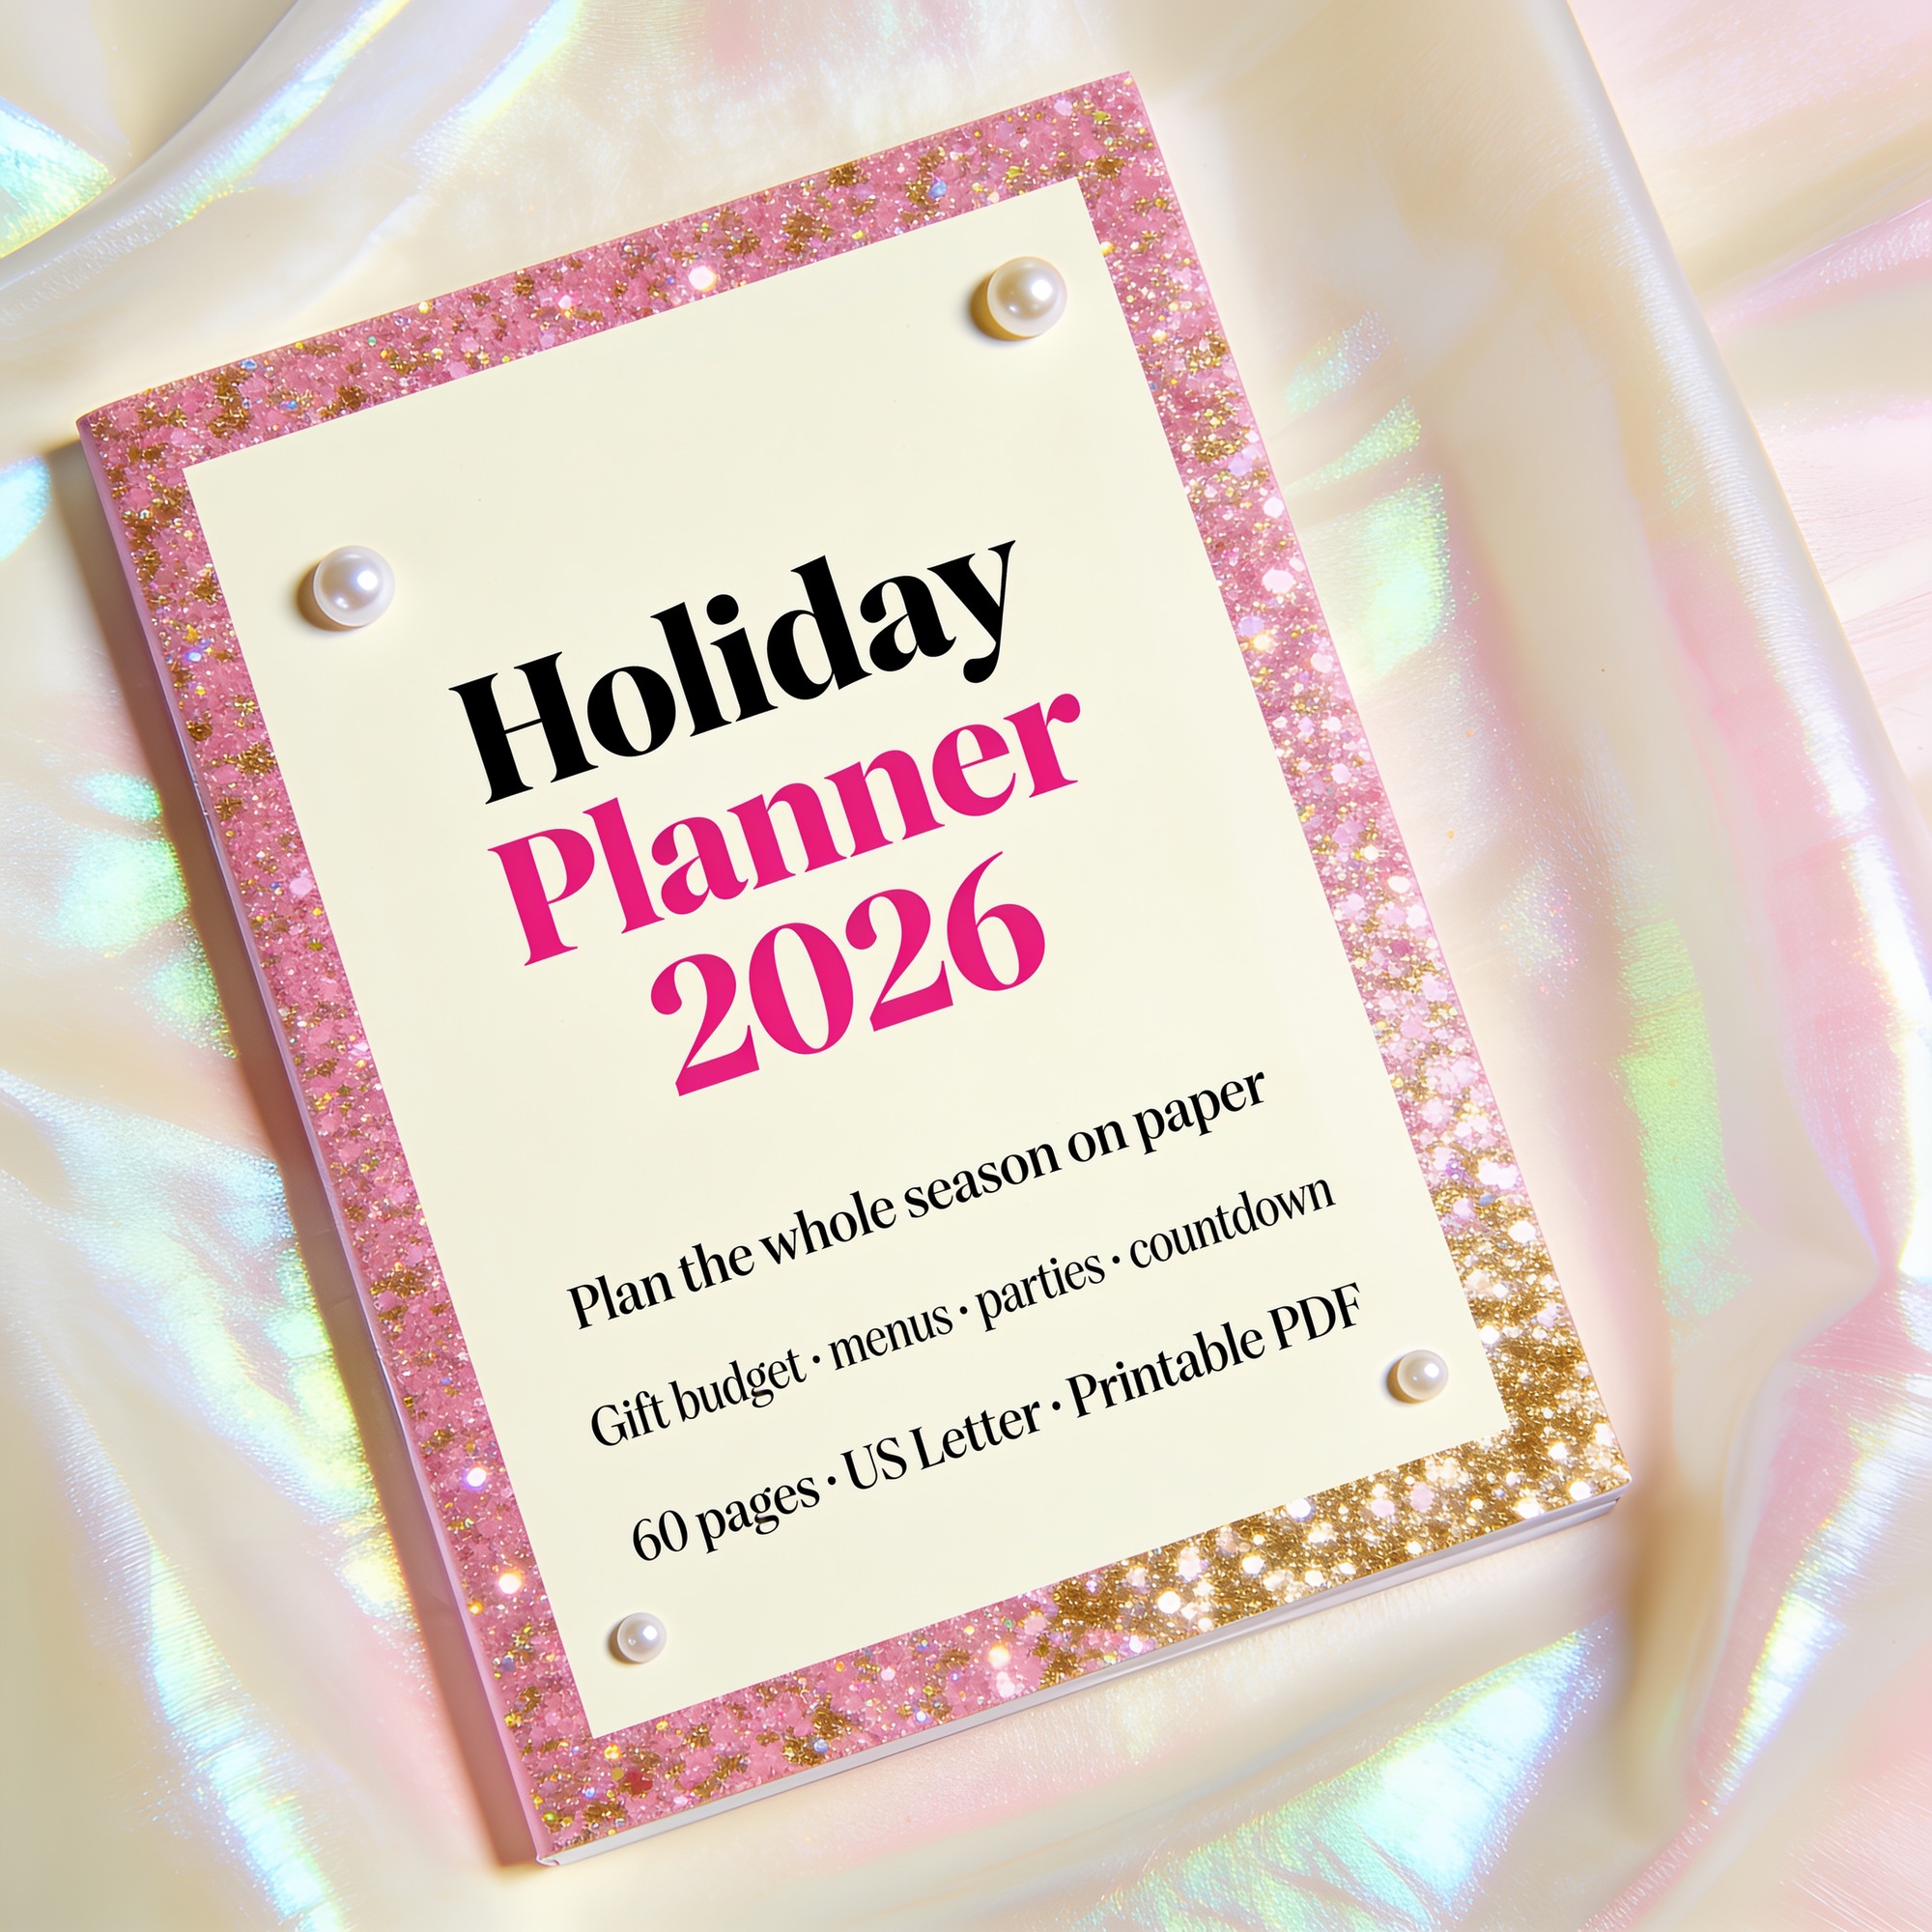 Holiday
Planner
2026
Plan the whole season on paper
Gift budget · menus · parties · countdown
60 pages · US Letter · Printable PDF